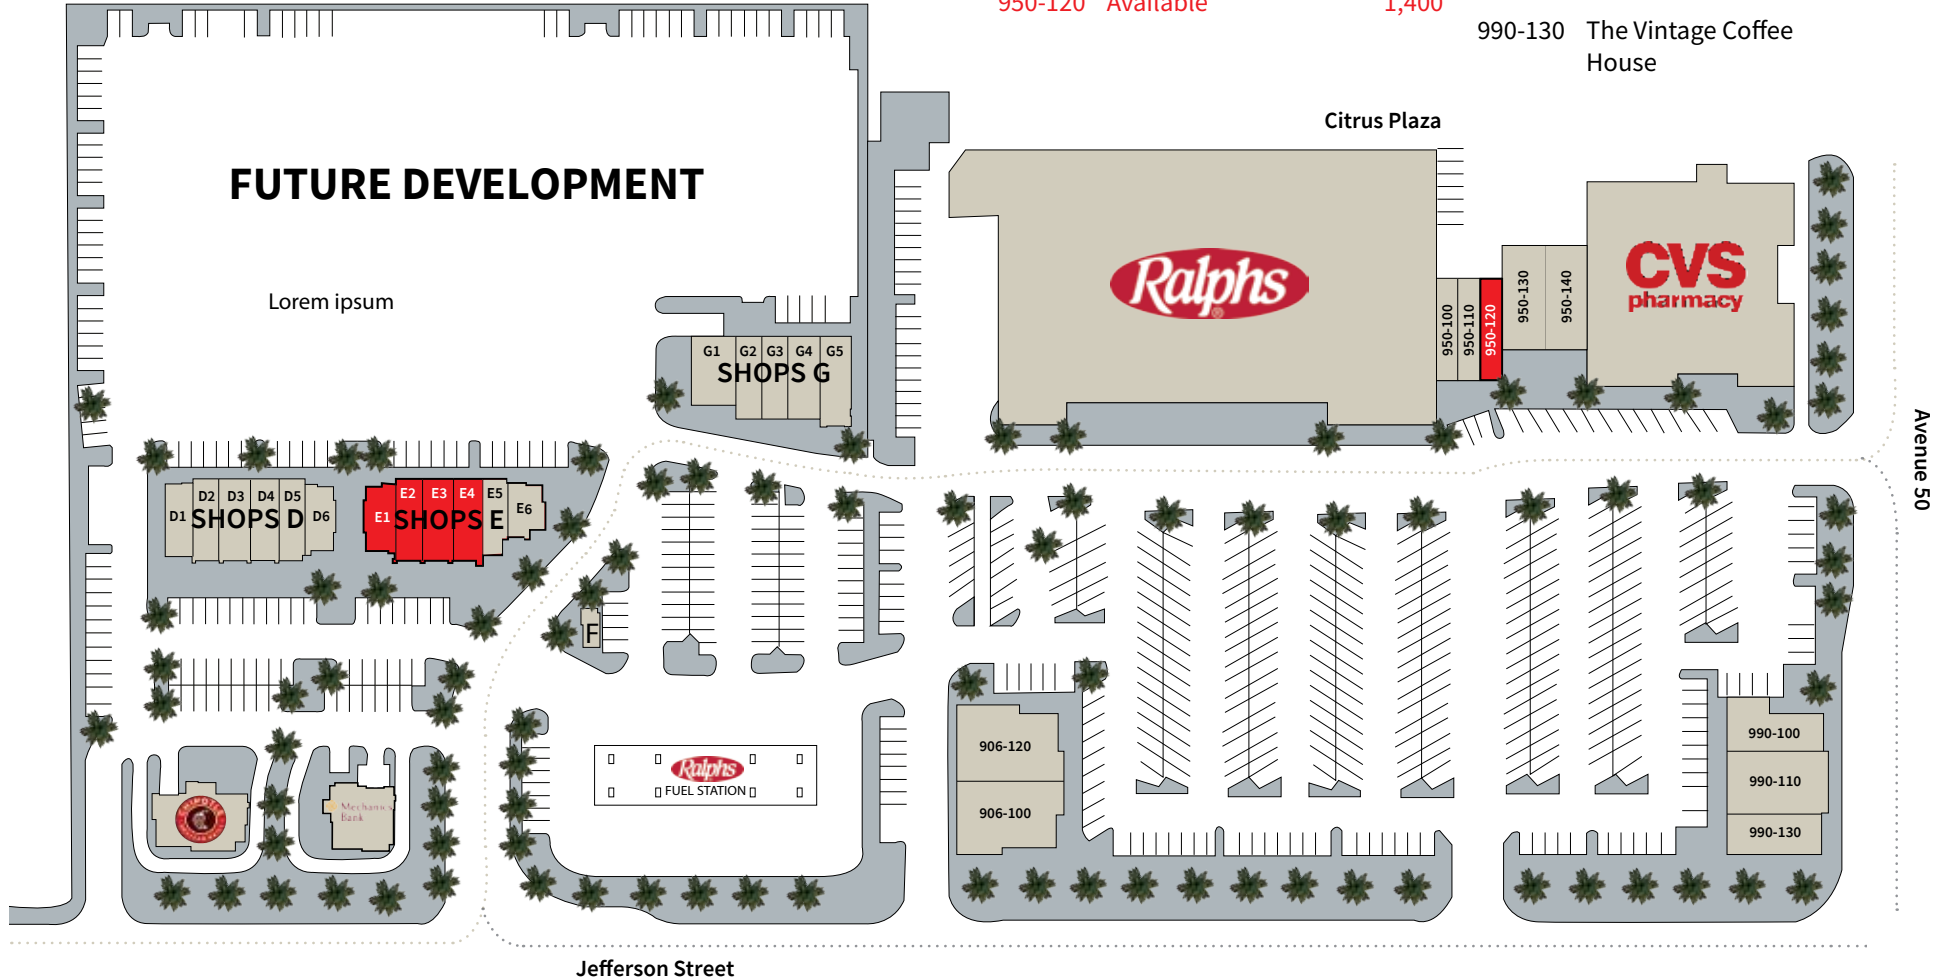 950-120 Available 1,400
990-130 The Vintage Coffee
House
Citrus Plaza
FUTURE DEVELOPMENT
Lorem ipsum
Ralphs
CVS
pharmacy
950-100
950-110
950-120
950-130
950-140
G1 G2 G3 G4 G5
SHOPS G
Avenue 50
D1 D2 D3 D4 D5 D6
SHOPS D
E1 E2 E3 E4 E5 E6
SHOPS E
F
906-120
906-100
990-100
990-110
990-130
Ralphs
FUEL STATION
CHIPOTLE
Mechanics
Bank
Jefferson Street